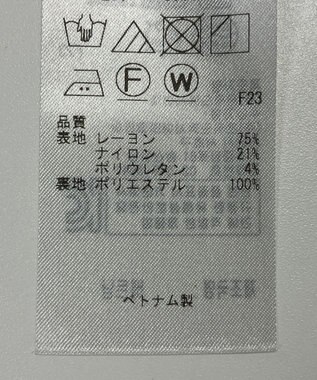 F W
F23
品質
表地 レーヨン 75%
ナイロン 21%
ポリウレタン 4%
裏地 ポリエステル 100%
ベトナム製